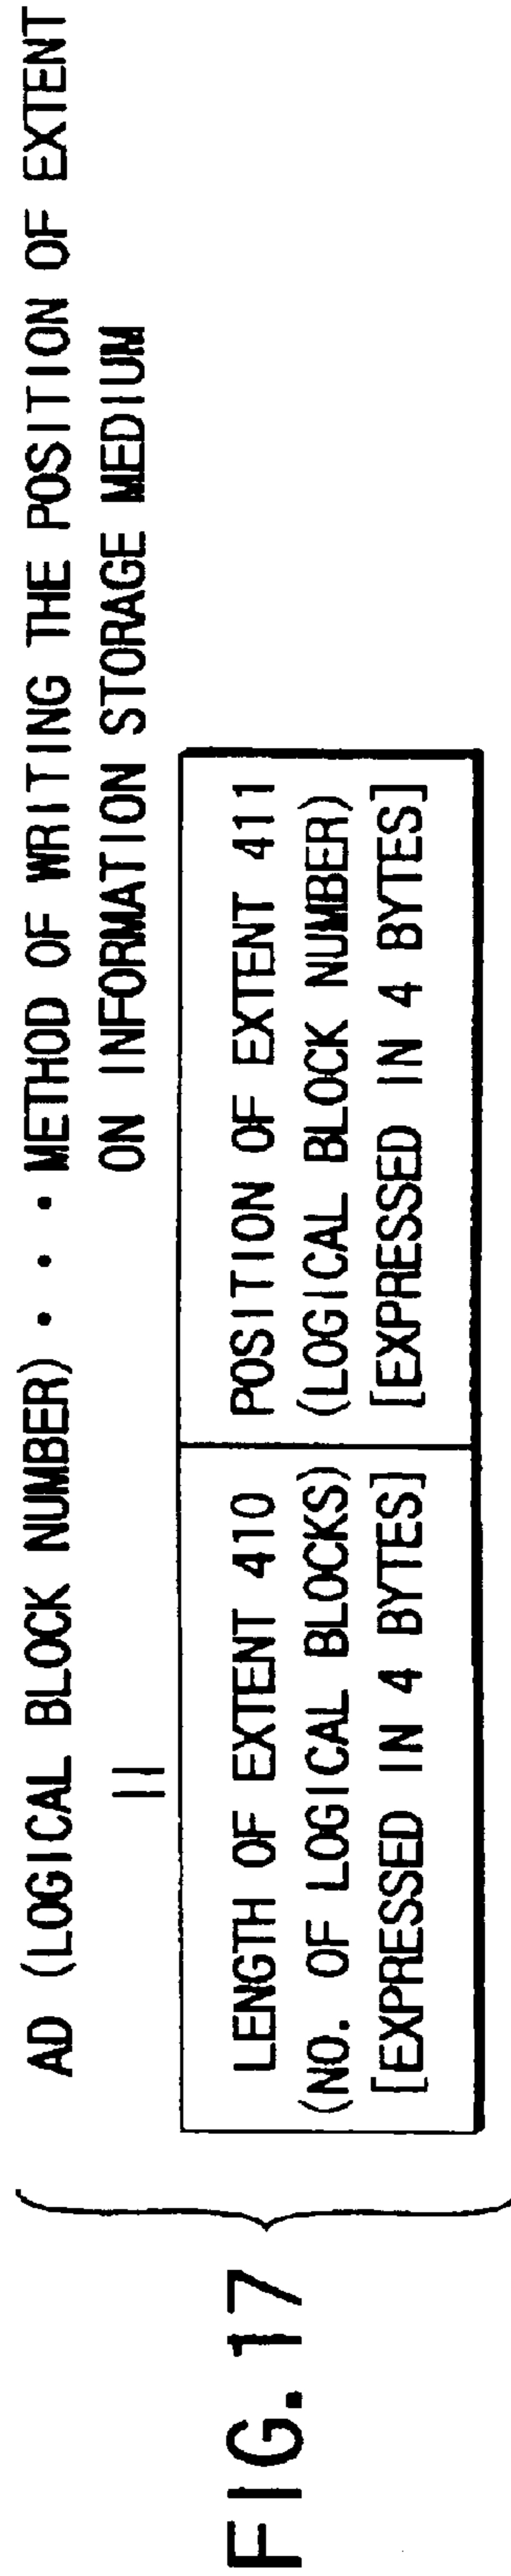 AD (LOGICAL BLOCK NUMBER) • • • METHOD OF WRITING THE POSITION OF EXTENT
ON INFORMATION STORAGE MEDIUM
=
LENGTH OF EXTENT 410
(NO. OF LOGICAL BLOCKS)
[EXPRESSED IN 4 BYTES]
POSITION OF EXTENT 411
(LOGICAL BLOCK NUMBER)
[EXPRESSED IN 4 BYTES]
FIG. 17